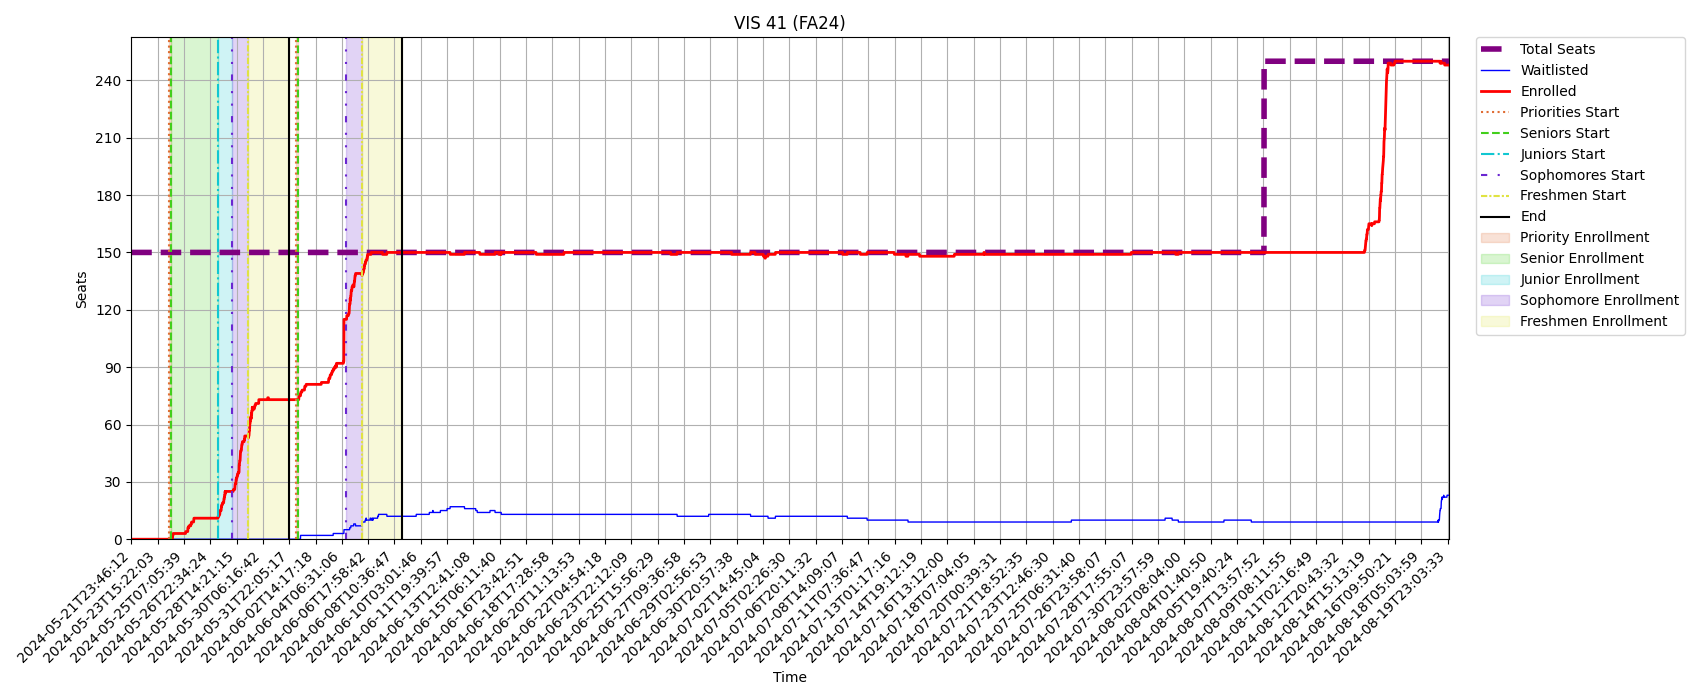 VIS 41 (FA24)
Seats
240
210
180
150
120
90
60
30
0
2024-05-21T23:46:12
2024-05-23T15:22:03
2024-05-25T07:05:39
2024-05-26T22:34:24
2024-05-28T14:21:15
2024-05-30T06:16:42
2024-05-31T22:05:17
2024-06-02T14:17:18
2024-06-04T06:31:06
2024-06-06T17:58:42
2024-06-08T10:36:47
2024-06-10T03:01:46
2024-06-11T19:39:57
2024-06-13T12:41:08
2024-06-15T06:11:40
2024-06-16T23:42:51
2024-06-18T17:28:58
2024-06-20T11:13:53
2024-06-22T04:54:18
2024-06-23T22:12:09
2024-06-25T15:56:29
2024-06-27T09:36:58
2024-06-29T02:56:53
2024-06-30T20:57:38
2024-07-02T14:45:04
2024-07-05T02:26:30
2024-07-06T20:11:32
2024-07-08T14:09:07
2024-07-11T07:36:47
2024-07-13T01:17:16
2024-07-14T19:12:19
2024-07-16T13:12:00
2024-07-18T07:04:05
2024-07-20T00:39:31
2024-07-21T18:52:35
2024-07-23T12:46:30
2024-07-25T06:31:40
2024-07-26T23:58:07
2024-07-28T17:55:07
2024-07-30T23:57:59
2024-08-02T08:04:00
2024-08-04T01:40:50
2024-08-05T19:40:24
2024-08-07T13:57:52
2024-08-09T08:11:55
2024-08-11T02:16:49
2024-08-12T20:43:32
2024-08-14T15:13:19
2024-08-16T09:50:21
2024-08-18T05:03:59
2024-08-19T23:03:33
Time
Total Seats
Waitlisted
Enrolled
Priorities Start
Seniors Start
Juniors Start
Sophomores Start
Freshmen Start
End
Priority Enrollment
Senior Enrollment
Junior Enrollment
Sophomore Enrollment
Freshmen Enrollment